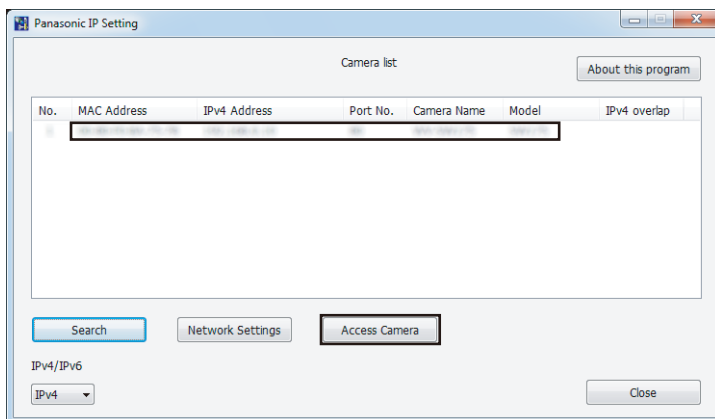 Panasonic IP Setting
Camera list
About this program
No. MAC Address IPv4 Address Port No. Camera Name Model IPv4 overlap
Search Network Settings Access Camera
IPv4/IPv6
IPv4
Close